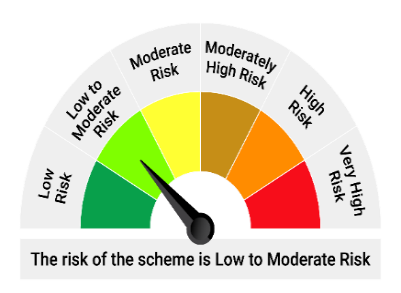 Low
Risk
Low to
Moderate
Risk
Moderate
Risk
Moderately
High Risk
High
Risk
Very High
Risk
The risk of the scheme is Low to Moderate Risk